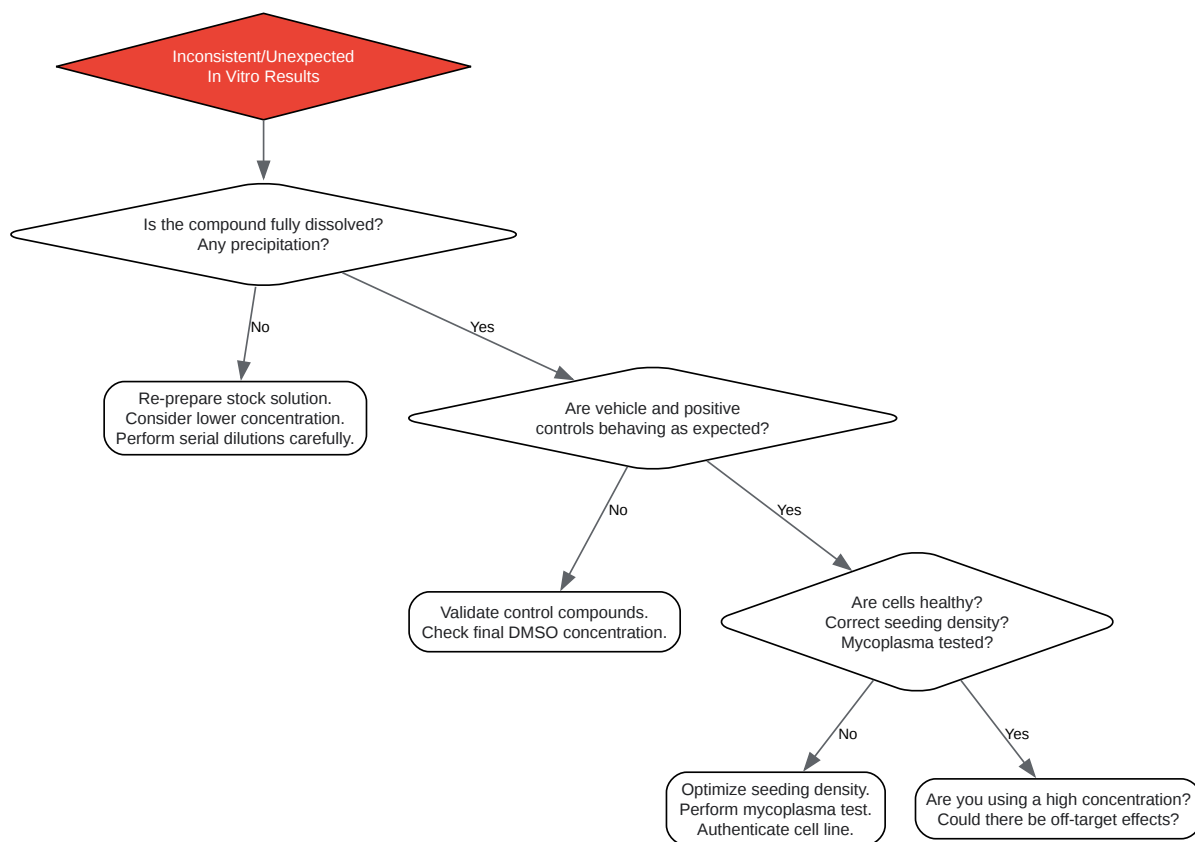 Inconsistent/Unexpected
In Vitro Results
Is the compound fully dissolved?
Any precipitation?
No
Yes
Re-prepare stock solution.
Consider lower concentration.
Perform serial dilutions carefully.
Are vehicle and positive
controls behaving as expected?
No
Yes
Validate control compounds.
Check final DMSO concentration.
Are cells healthy?
Correct seeding density?
Mycoplasma tested?
No
Yes
Optimize seeding density.
Perform mycoplasma test.
Authenticate cell line.
Are you using a high concentration?
Could there be off-target effects?